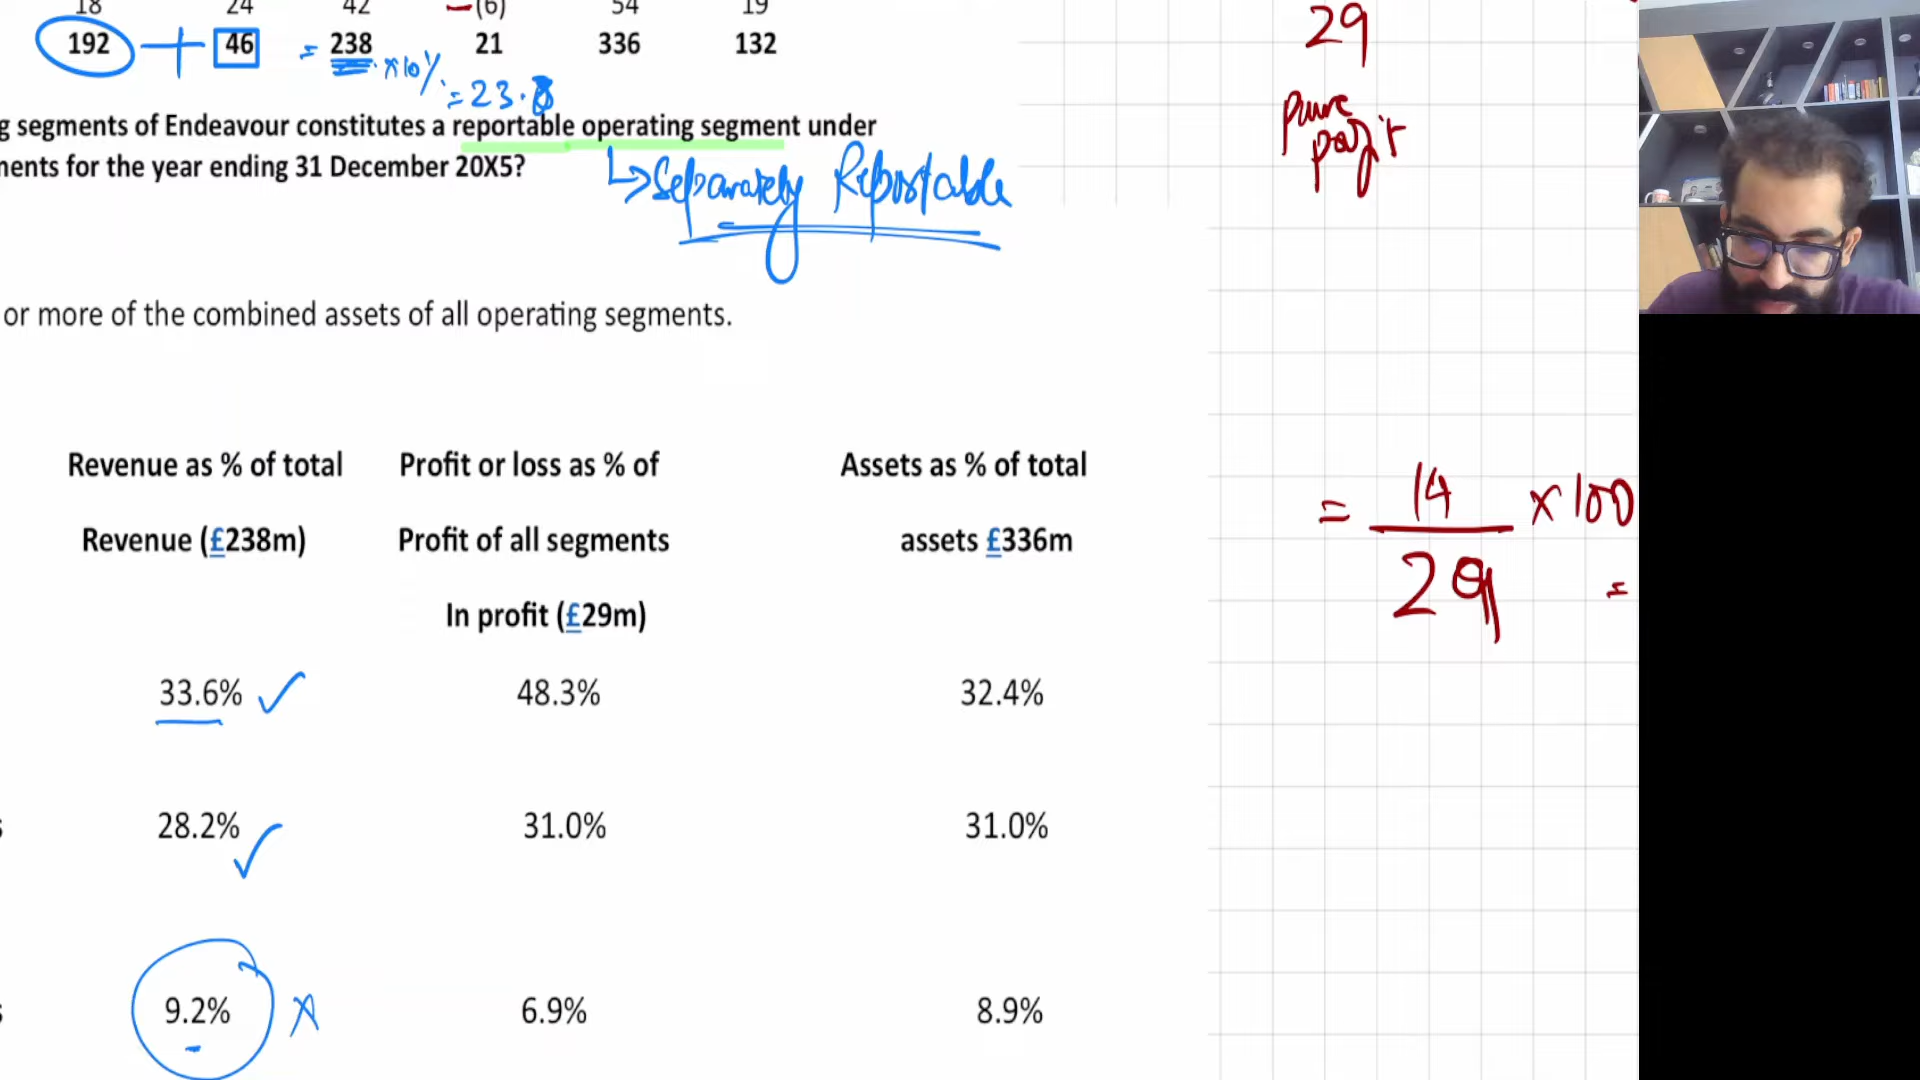 18 24 42 (6) 54 19
192 + 46 = 238 21 336 132
×10%
= 23.8
g segments of Endeavour constitutes a reportable operating segment under
nents for the year ending 31 December 20X5?
Separately Reportable
29
pure
profit
or more of the combined assets of all operating segments.
Revenue as % of total Profit or loss as % of Assets as % of total
Revenue (£238m) Profit of all segments assets £336m
In profit (£29m)
= 14 × 100
29 =
33.6% ✓ 48.3% 32.4%
s 28.2% ✓ 31.0% 31.0%
s 9.2% X 6.9% 8.9%